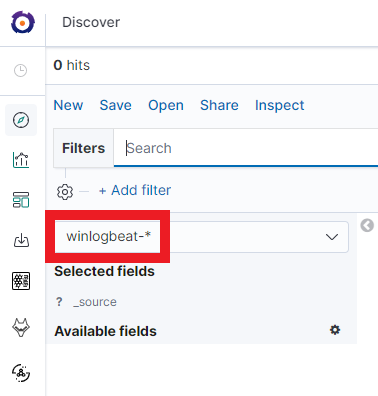 Discover
0 hits
New Save Open Share Inspect
Filters Search
+ Add filter
winlogbeat-*
Selected fields
? _source
Available fields